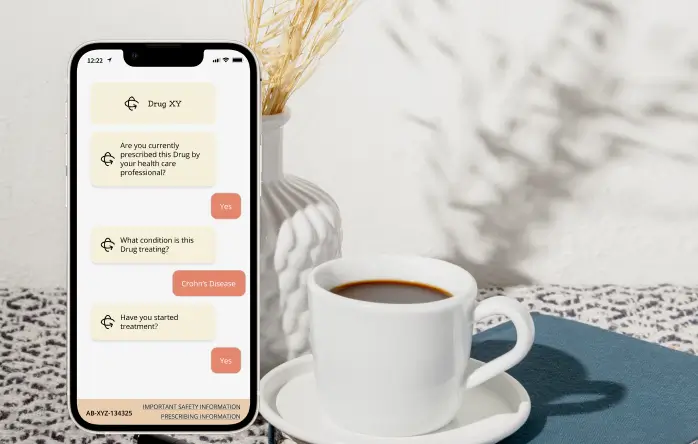 12:22
Drug XY
Are you currently
prescribed this Drug by
your health care
professional?
Yes
What condition is this
Drug treating?
Crohn's Disease
Have you started
treatment?
Yes
AB-XYZ-134325
IMPORTANT SAFETY INFORMATION
PRESCRIBING INFORMATION